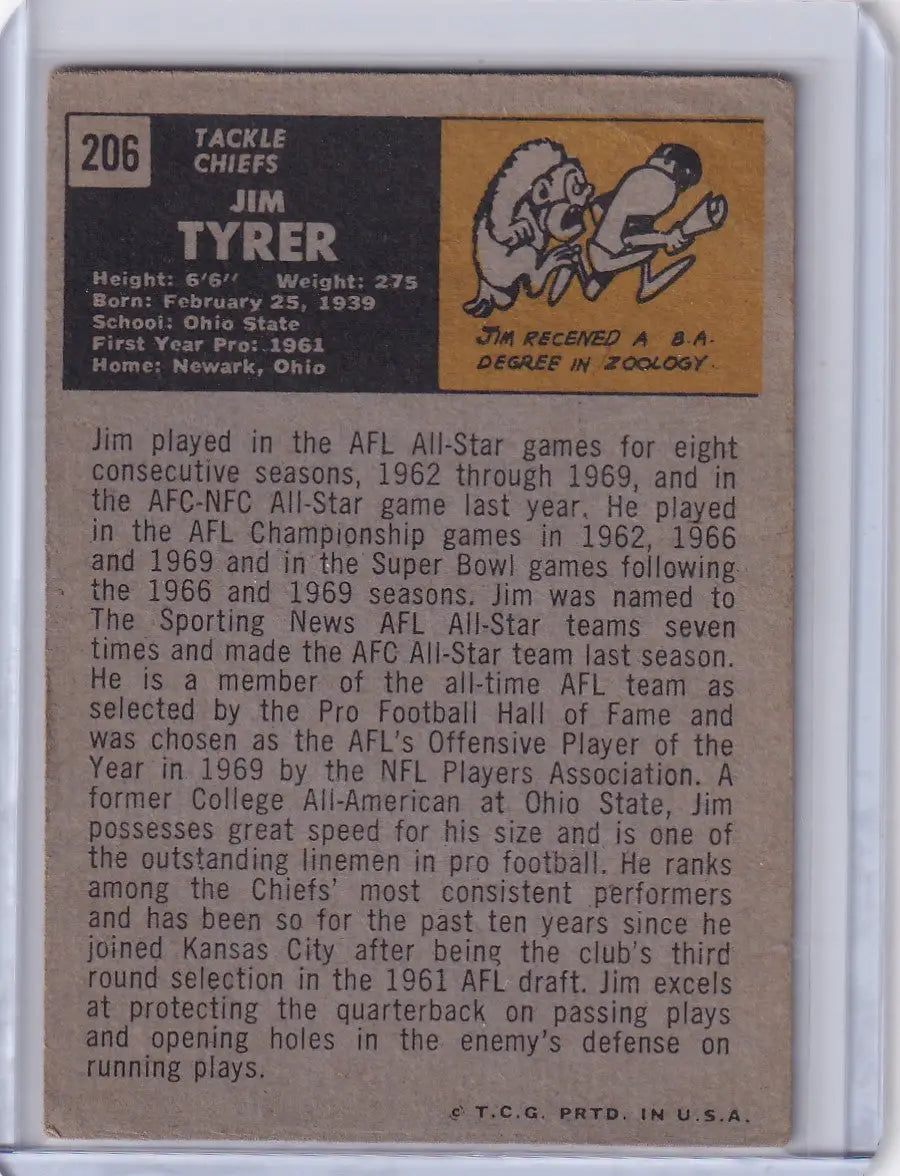 206
TACKLE
CHIEFS
JIM
TYRER
Height: 6'6'' Weight: 275
Born: February 25, 1939
School: Ohio State
First Year Pro: 1961
Home: Newark, Ohio
JIM RECEIVED A B.A.
DEGREE IN ZOOLOGY.
Jim played in the AFL All-Star games for eight
consecutive seasons, 1962 through 1969, and in
the AFC-NFC All-Star game last year. He played
in the AFL Championship games in 1962, 1966
and 1969 and in the Super Bowl games following
the 1966 and 1969 seasons. Jim was named to
The Sporting News AFL All-Star teams seven
times and made the AFC All-Star team last season.
He is a member of the all-time AFL team as
selected by the Pro Football Hall of Fame and
was chosen as the AFL's Offensive Player of the
Year in 1969 by the NFL Players Association. A
former College All-American at Ohio State, Jim
possesses great speed for his size and is one of
the outstanding linemen in pro football. He ranks
among the Chiefs' most consistent performers
and has been so for the past ten years since he
joined Kansas City after being the club's third
round selection in the 1961 AFL draft. Jim excels
at protecting the quarterback on passing plays
and opening holes in the enemy's defense on
running plays.
© T.C.G. PRTD. IN U.S.A.